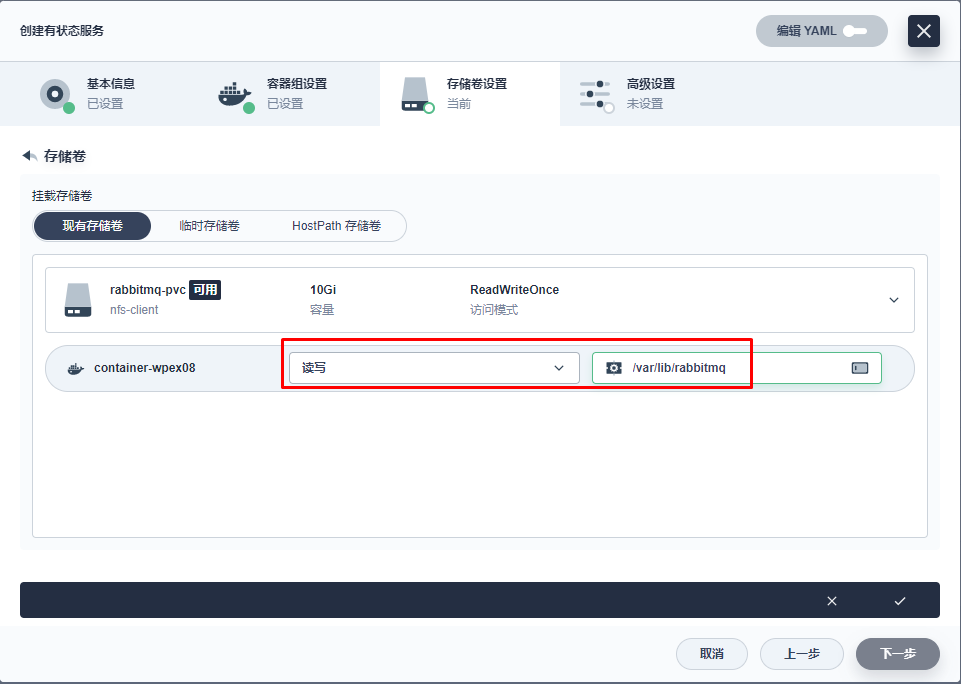 创建有状态服务
编辑 YAML
基本信息
已设置
容器组设置
已设置
存储卷设置
当前
高级设置
未设置
存储卷
挂载存储卷
现有存储卷 临时存储卷 HostPath 存储卷
rabbitmq-pvc 可用 10Gi ReadWriteOnce
nfs-client 容量 访问模式
container-wpex08 读写 /var/lib/rabbitmq
取消 上一步 下一步